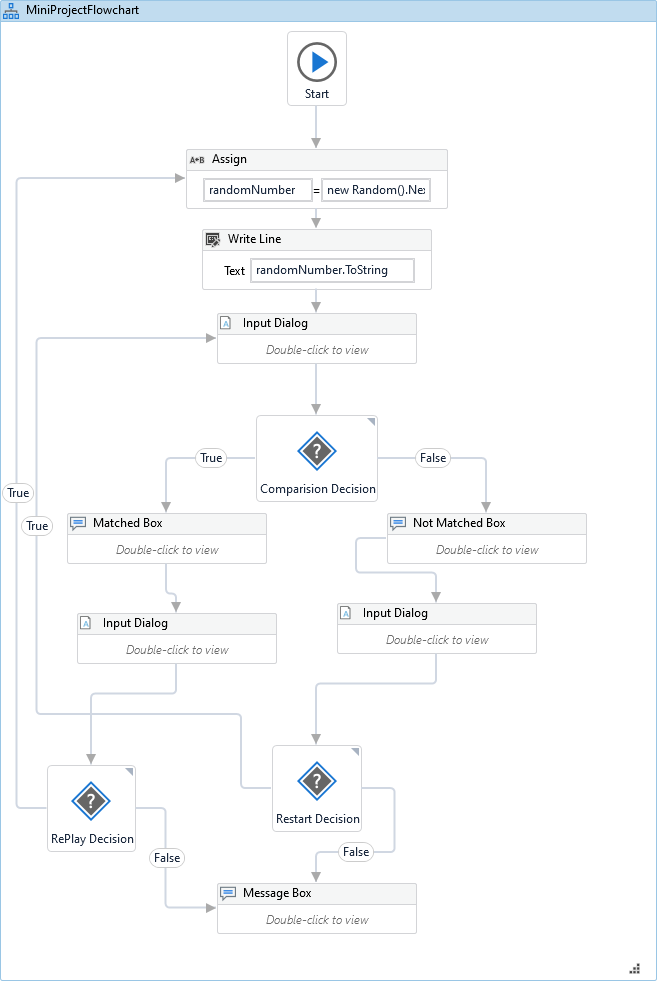 MiniProjectFlowchart
Start
A+B Assign
randomNumber = new Random().Nex
Write Line
Text randomNumber.ToString
Input Dialog
Double-click to view
True
False
Comparision Decision
True
True
Matched Box
Double-click to view
Not Matched Box
Double-click to view
Input Dialog
Double-click to view
Input Dialog
Double-click to view
RePlay Decision
Restart Decision
False
False
Message Box
Double-click to view